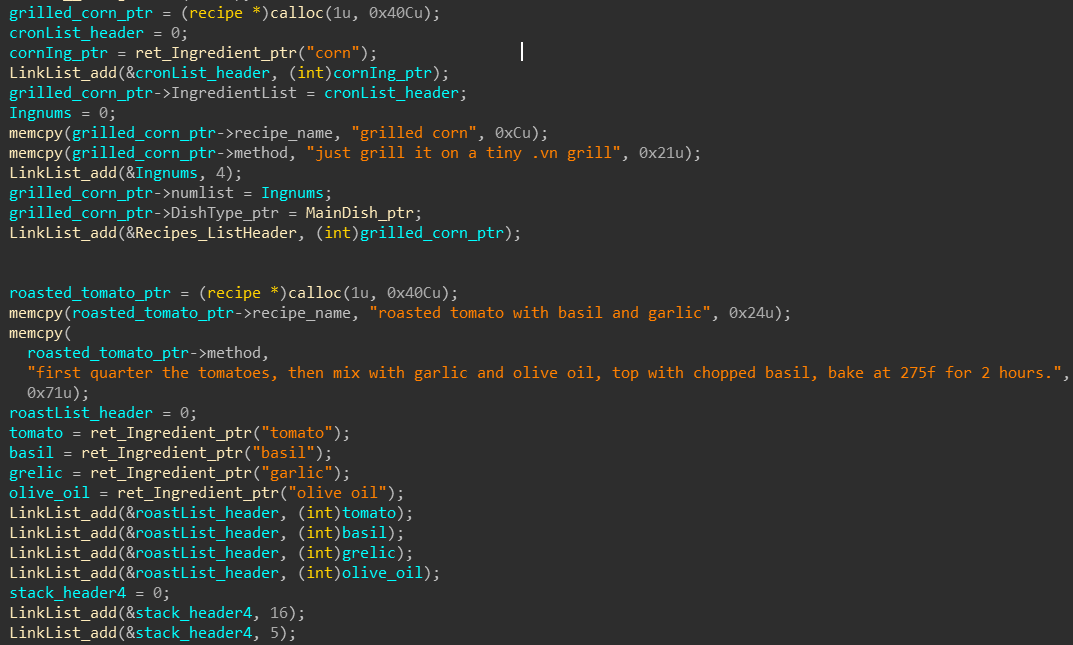 grilled_corn_ptr = (recipe *)calloc(1u, 0x40Cu);
cronList_header = 0;
cornIng_ptr = ret_Ingredient_ptr("corn");
LinkList_add(&cronList_header, (int)cornIng_ptr);
grilled_corn_ptr->IngredientList = cronList_header;
Ingnums = 0;
memcpy(grilled_corn_ptr->recipe_name, "grilled corn", 0xCu);
memcpy(grilled_corn_ptr->method, "just grill it on a tiny .vn grill", 0x21u);
LinkList_add(&Ingnums, 4);
grilled_corn_ptr->numlist = Ingnums;
grilled_corn_ptr->DishType_ptr = MainDish_ptr;
LinkList_add(&Recipes_ListHeader, (int)grilled_corn_ptr);
roasted_tomato_ptr = (recipe *)calloc(1u, 0x40Cu);
memcpy(roasted_tomato_ptr->recipe_name, "roasted tomato with basil and garlic", 0x24u);
memcpy(
roasted_tomato_ptr->method,
"first quarter the tomatoes, then mix with garlic and olive oil, top with chopped basil, bake at 275f for 2 hours.",
0x71u);
roastList_header = 0;
tomato = ret_Ingredient_ptr("tomato");
basil = ret_Ingredient_ptr("basil");
grelic = ret_Ingredient_ptr("garlic");
olive_oil = ret_Ingredient_ptr("olive oil");
LinkList_add(&roastList_header, (int)tomato);
LinkList_add(&roastList_header, (int)basil);
LinkList_add(&roastList_header, (int)grelic);
LinkList_add(&roastList_header, (int)olive_oil);
stack_header4 = 0;
LinkList_add(&stack_header4, 16);
LinkList_add(&stack_header4, 5);